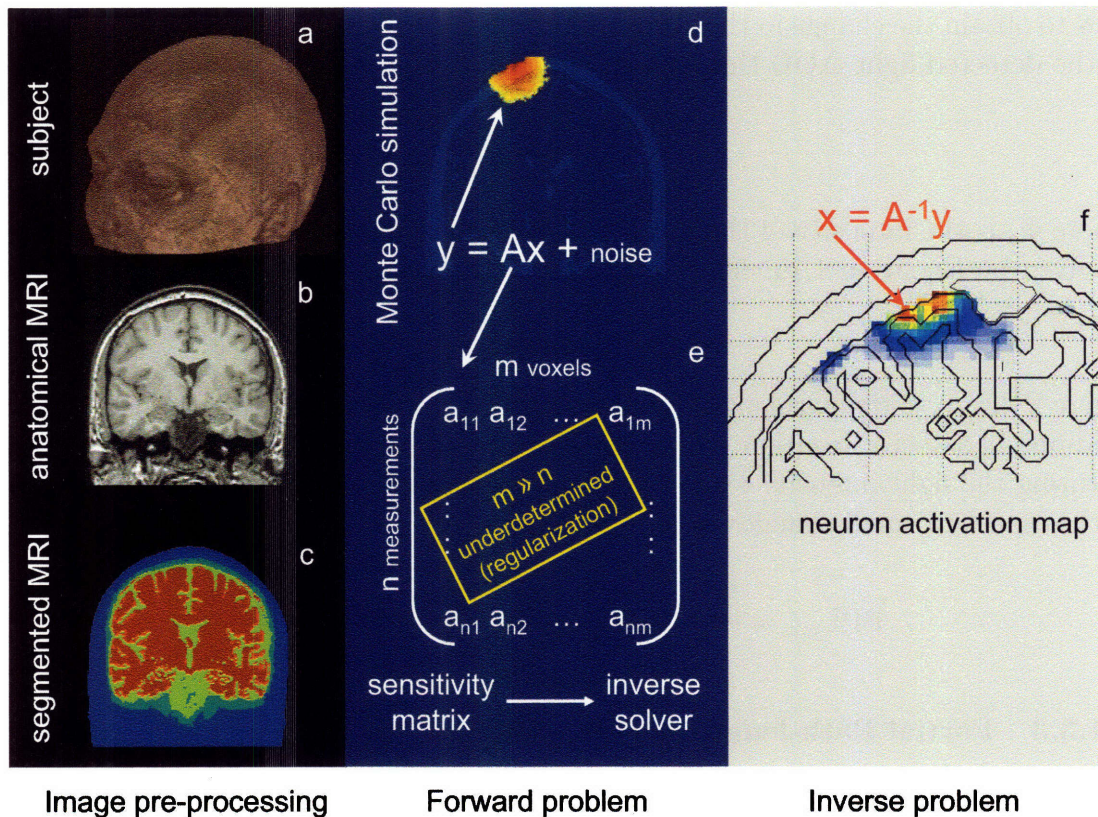 a
subject
b
anatomical MRI
c
segmented MRI
d
Monte Carlo simulation
y = Ax + noise
e
m voxels
n measurements
a₁₁ a₁₂ … a₁ₘ
m » n
underdetermined
(regularization)
aₙ₁ aₙ₂ … aₙₘ
sensitivity
matrix
inverse
solver
f
x = A⁻¹y
neuron activation map
Image pre-processing
Forward problem
Inverse problem